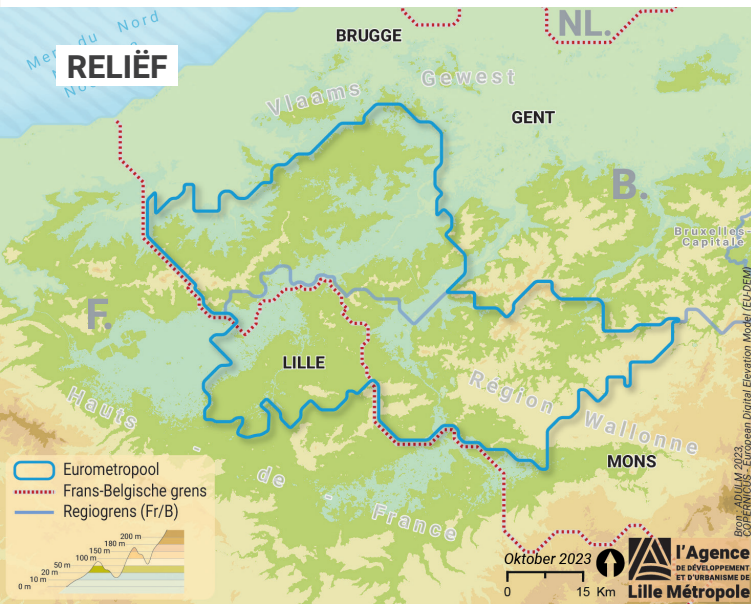 Mer du Nord
No
RELIËF
BRUGGE
NL.
Vlaams Gewest
GENT
B.
Bruxelles-
Capitale
F.
LILLE
Région Wallonne
Hauts - de - France
MONS
Eurometropool
Frans-Belgische grens
Regiogrens (Fr/B)
200 m
180 m
150 m
100 m
50 m
20 m
10 m
0 m
Oktober 2023
0 15 Km
l'Agence
DE DÉVELOPPEMENT
ET D'URBANISME DE
Lille Métropole
Bron : ADULM 2023,
COPERNICUS - European Digital Elevation Model (EU-DEM)